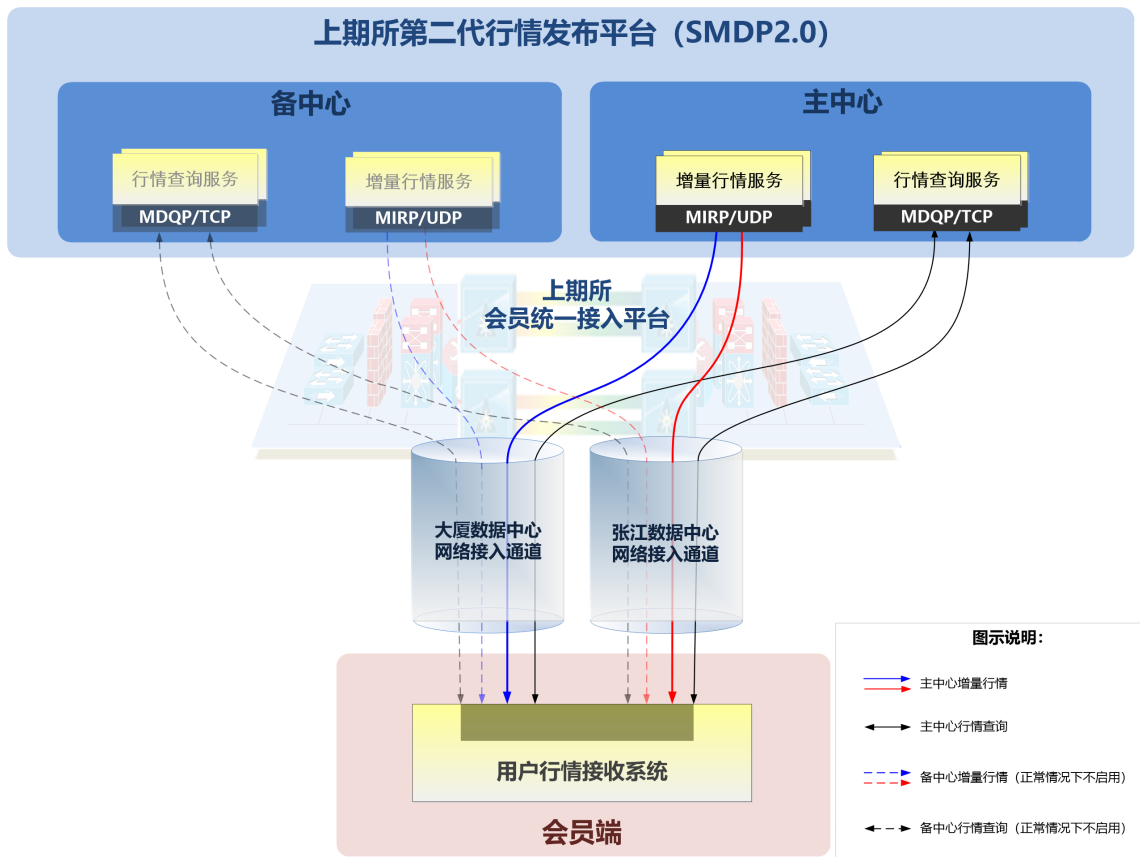 上期所第二代行情发布平台（SMDP2.0）
备中心
主中心
行情查询服务
MDQP/TCP
增量行情服务
MIRP/UDP
增量行情服务
MIRP/UDP
行情查询服务
MDQP/TCP
上期所
会员统一接入平台
大厦数据中心
网络接入通道
张江数据中心
网络接入通道
用户行情接收系统
会员端
图示说明：
主中心增量行情
主中心行情查询
备中心增量行情（正常情况下不启用）
备中心行情查询（正常情况下不启用）